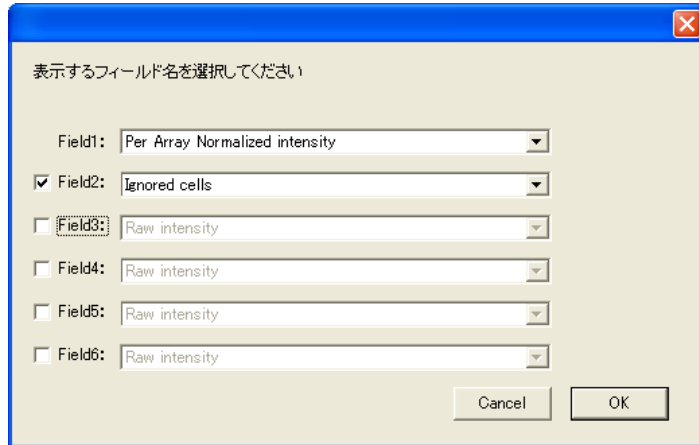 表示するフィールド名を選択してください
Field1: Per Array Normalized intensity
Field2: Ignored cells
Field3: Raw intensity
Field4: Raw intensity
Field5: Raw intensity
Field6: Raw intensity
Cancel OK